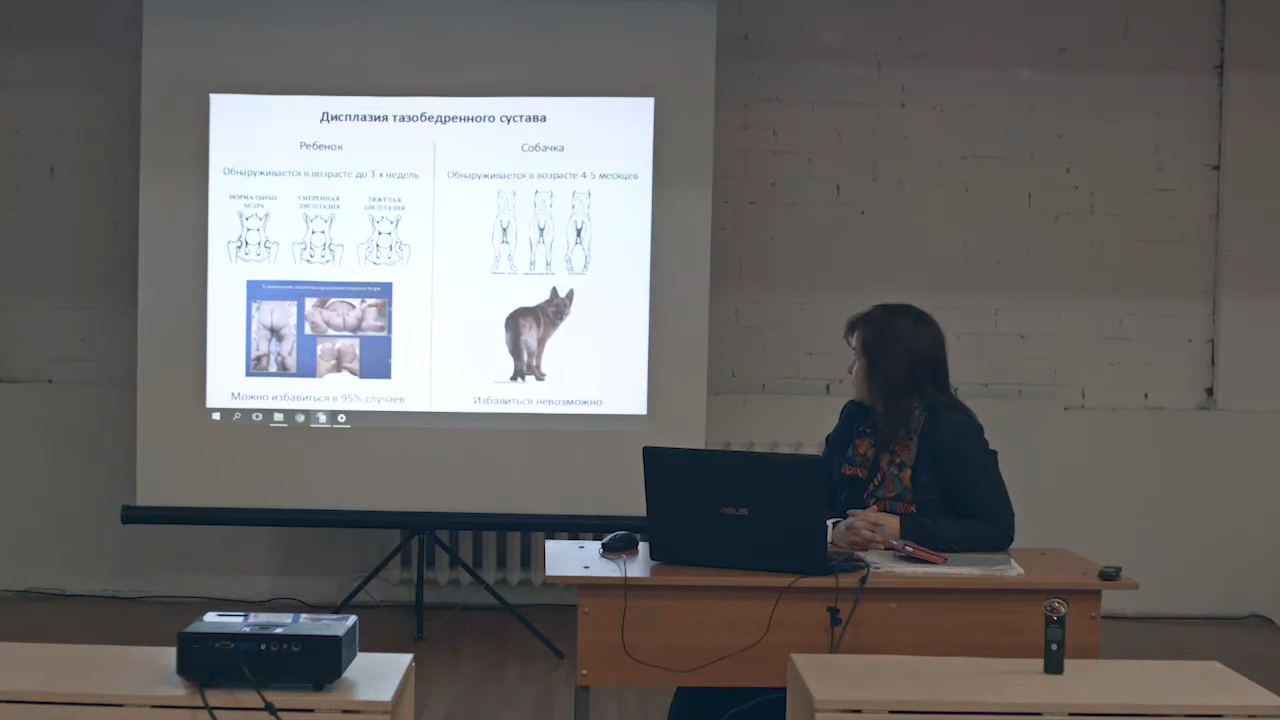 Дисплазия тазобедренного сустава
Ребенок
Обнаруживается в возрасте до 3-х недель
НОРМАЛЬНЫЕ БЕДРА
УМЕРЕННАЯ ДИСПЛАЗИЯ
ТЯЖЕЛАЯ ДИСПЛАЗИЯ
Можно избавиться в 95% случаев
Собачка
Обнаруживается в возрасте 4-5 месяцев
Избавиться невозможно
ASUS